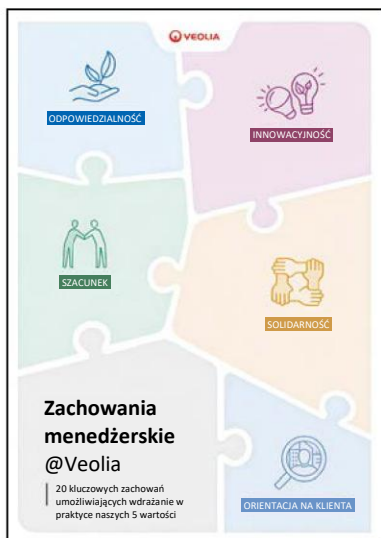 VEOLIA
ODPOWIEDZIALNOŚĆ
INNOWACYJNOŚĆ
SZACUNEK
SOLIDARNOŚĆ
Zachowania
menedżerskie
@Veolia
20 kluczowych zachowań
umożliwiających wdrażanie w
praktyce naszych 5 wartości
ORIENTACJA NA KLIENTA